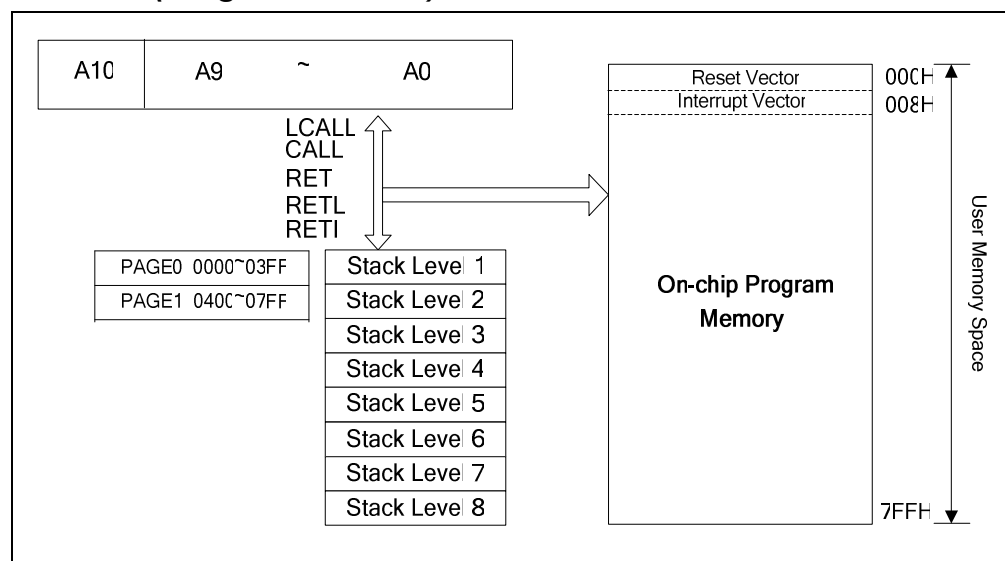 A10 A9 ~ A0
LCALL
CALL
RET
RETL
RETI
PAGE0 0000~03FF
PAGE1 0400~07FF
Stack Level 1
Stack Level 2
Stack Level 3
Stack Level 4
Stack Level 5
Stack Level 6
Stack Level 7
Stack Level 8
Reset Vector
Interrupt Vector
On-chip Program
Memory
000H
008H
7FFH
User Memory Space